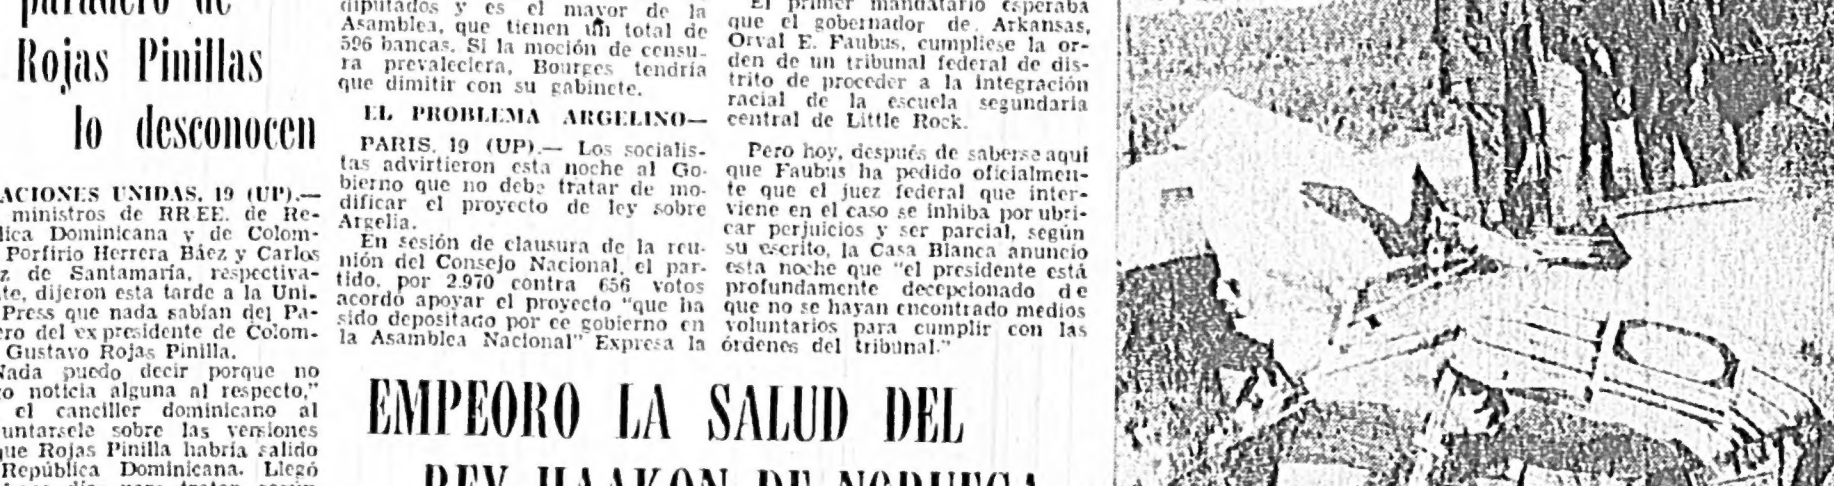 paradero de
Rojas Pinillas
lo desconocen
ACIONES UNIDAS, 19 (UP).—
ministros de RR.EE. de Re-
lica Dominicana y de Colom-
Porfirio Herrera Báez y Carlos
z de Santamaría, respectiva-
te, dijeron esta tarde a la Uni-
Press que nada sabían del Pa-
ero del ex presidente de Colom-
Gustavo Rojas Pinilla.
Nada puedo decir porque no
o noticia alguna al respecto,"
el canciller dominicano al
untarsele sobre las versiones
que Rojas Pinilla habría salido
República Dominicana. Llegó
diputados y es el mayor de la
Asamblea, que tienen un total de
596 bancas. Si la moción de censu-
ra prevaleciera, Bourges tendría
que dimitir con su gabinete.
EL PROBLEMA ARGELINO—
PARIS, 19 (UP).— Los socialis-
tas advirtieron esta noche al Go-
bierno que no debe tratar de mo-
dificar el proyecto de ley sobre
Argelia.
En sesión de clausura de la reu-
nión del Consejo Nacional, el par-
tido, por 2.970 contra 656 votos
acordó apoyar el proyecto "que ha
sido depositado por ee gobierno en
la Asamblea Nacional" Expresa la
El primer mandatario esperaba
que el gobernador de Arkansas,
Orval E. Faubus, cumpliese la or-
den de un tribunal federal de dis-
trito de proceder a la integración
racial de la escuela segundaria
central de Little Rock.
Pero hoy, después de saberse aquí
que Faubus ha pedido oficialmen-
te que el juez federal que inter-
viene en el caso se inhiba por ubri-
car perjuicios y ser parcial, según
su escrito, la Casa Blanca anuncio
esta noche que "el presidente está
profundamente decepcionado de
que no se hayan encontrado medios
voluntarios para cumplir con las
órdenes del tribunal."
EMPEORO LA SALUD DEL
REY HAAKON DE NORUEGA